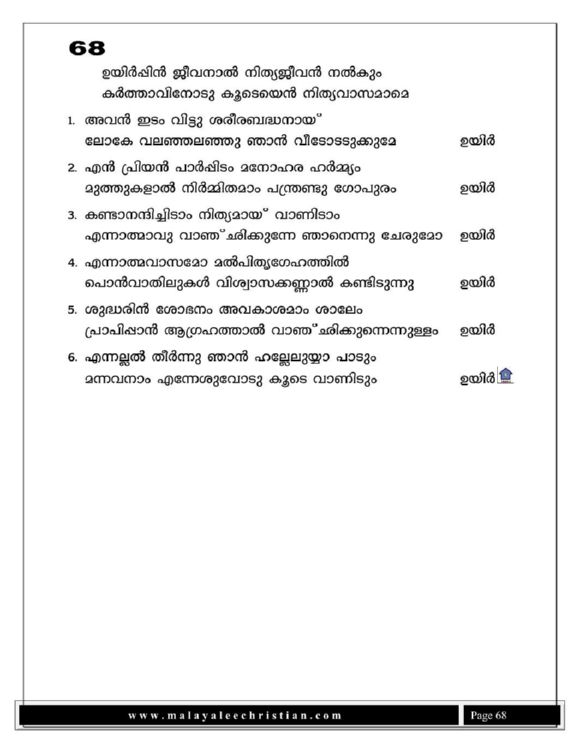 68
ഉയിർപ്പിൻ ജീവനാൽ നിത്യജീവൻ നൽകും
കർത്താവിനോടു കൂടെയെൻ നിത്യവാസമാമെ
1. അവൻ ഇടം വിട്ടു ശരീരബദ്ധനായ്
ലോകേ വലഞ്ഞലഞ്ഞു ഞാൻ വീടോടടുക്കുമേ ഉയിർ
2. എൻ പ്രിയൻ പാർപ്പിടം മനോഹര ഹർമ്മ്യം
മുത്തുകളാൽ നിർമ്മിതമാം പന്ത്രണ്ടു ഗോപുരം ഉയിർ
3. കണ്ടാനന്ദിച്ചിടാം നിത്യമായ് വാണിടാം
എന്നാത്മാവു വാഞ്ഛിക്കുന്നേ ഞാനെന്നു ചേരുമോ ഉയിർ
4. എന്നാത്മവാസമോ മൽപിതൃഗേഹത്തിൽ
പൊൻവാതിലുകൾ വിശ്വാസക്കണ്ണാൽ കണ്ടിടുന്നു ഉയിർ
5. ശുദ്ധരിൻ ശോഭനം അവകാശമാം ശാലേം
പ്രാപിപ്പാൻ ആഗ്രഹത്താൽ വാഞ്ഛിക്കുന്നെന്നുള്ളം ഉയിർ
6. എന്നല്ലൽ തീർന്നു ഞാൻ ഹല്ലേലുയ്യാ പാടും
മന്നവനാം എന്നേശുവോടു കൂടെ വാണിടും ഉയിർ
www.malayaleechristian.com Page 68